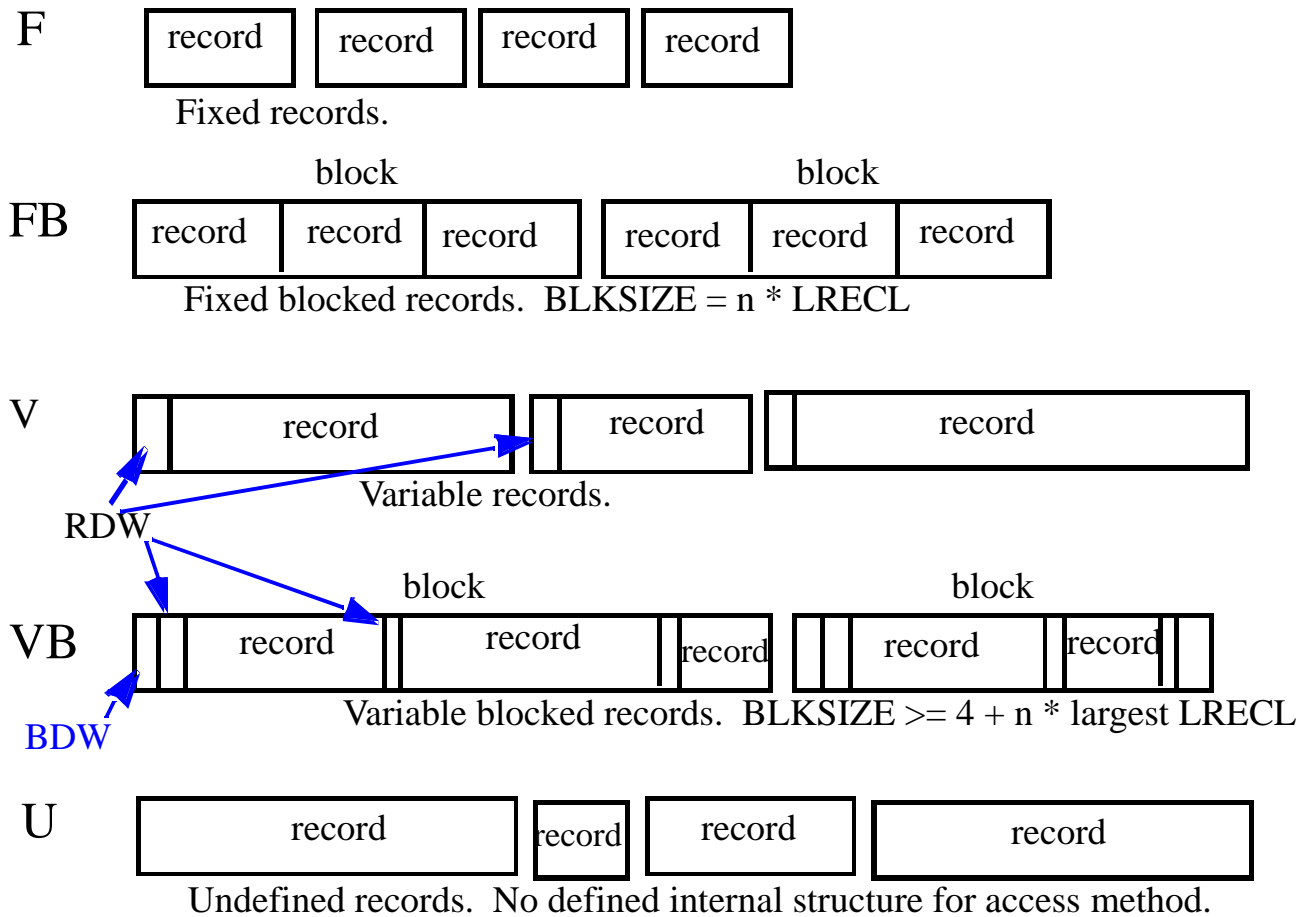 F record record record record
Fixed records.
block block
FB record record record record record record
Fixed blocked records. BLKSIZE = n * LRECL
V record record record
Variable records.
RDW
block block
VB record record record record record
Variable blocked records. BLKSIZE >= 4 + n * largest LRECL
BDW
U record record record record
Undefined records. No defined internal structure for access method.